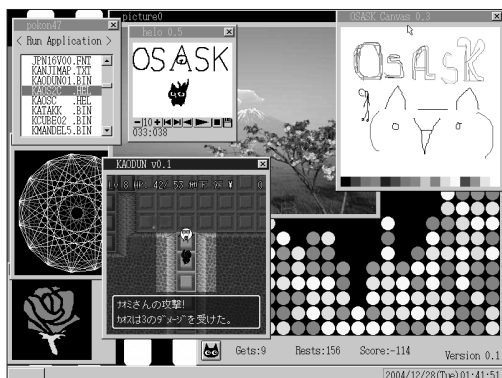 pokon47
< Run Application >
JPN16V00.FNT
KANJIMAP.TXT
KAODUN01.BIN
KAOS2C .HEL
KAOSC .HEL
KATAKK .BIN
KCUBE02 .BIN
KMANDEL5.BIN
picture0
helo 0.5
OSASK
033:038
OSASK Canvas 0.3
OSASK
KAODUN v0.1
ナオミさんの攻撃!
カオスは3のダメージを受けた。
Gets:9 Rests:156 Score:-114 Version 0.1
2004/12/28(Tue)01:41:51